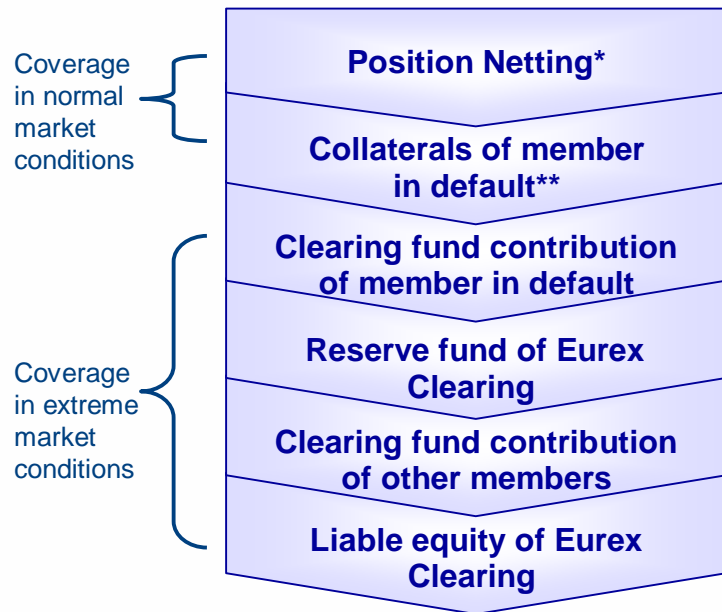 Coverage
in normal
market
conditions
Position Netting*
Collaterals of member
in default**
Clearing fund contribution
of member in default
Reserve fund of Eurex
Clearing
Coverage
in extreme
market
conditions
Clearing fund contribution
of other members
Liable equity of Eurex
Clearing